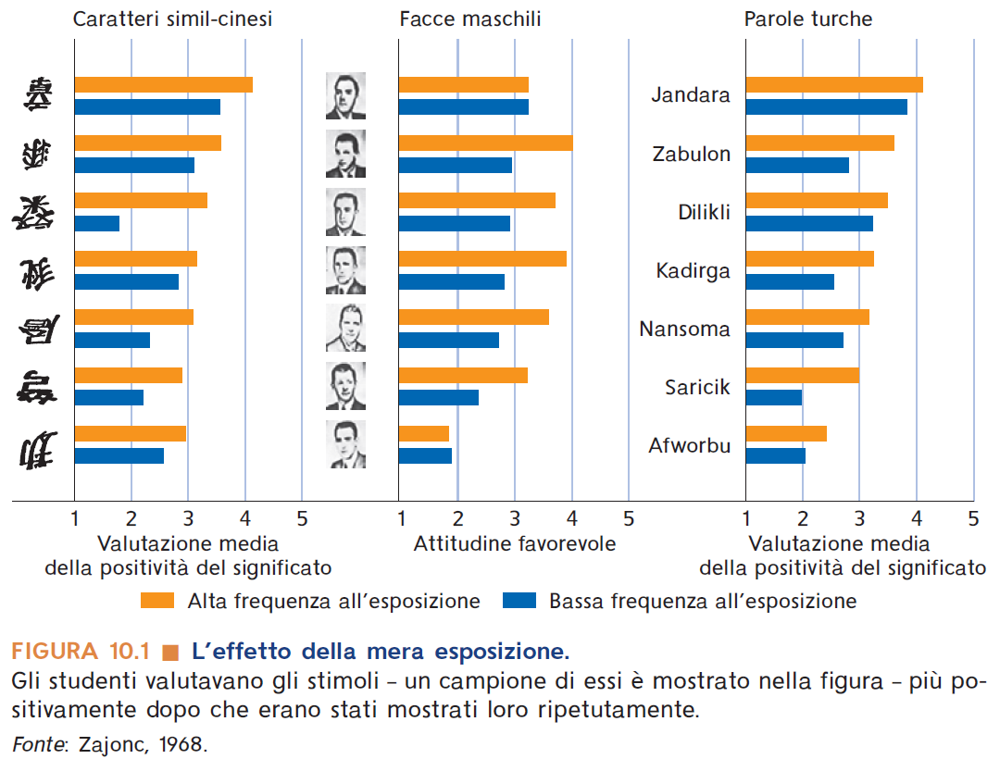 Caratteri simil-cinesi
Facce maschili
Parole turche
Jandara
Zabulon
Dilikli
Kadirga
Nansoma
Saricik
Afworbu
1 2 3 4 5
1 2 3 4 5
1 2 3 4 5
Valutazione media
della positività del significato
Attitudine favorevole
Valutazione media
della positività del significato
Alta frequenza all'esposizione
Bassa frequenza all'esposizione
FIGURA 10.1 ■ L'effetto della mera esposizione.
Gli studenti valutavano gli stimoli – un campione di essi è mostrato nella figura – più po-
sitivamente dopo che erano stati mostrati loro ripetutamente.
Fonte: Zajonc, 1968.